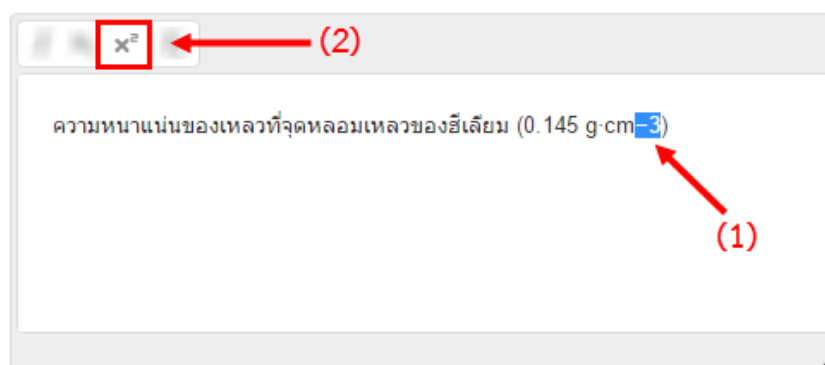 x² (2)
ความหนาแน่นของเหลวที่จุดหลอมเหลวของฮีเลียม (0.145 g·cm−3)
(1)